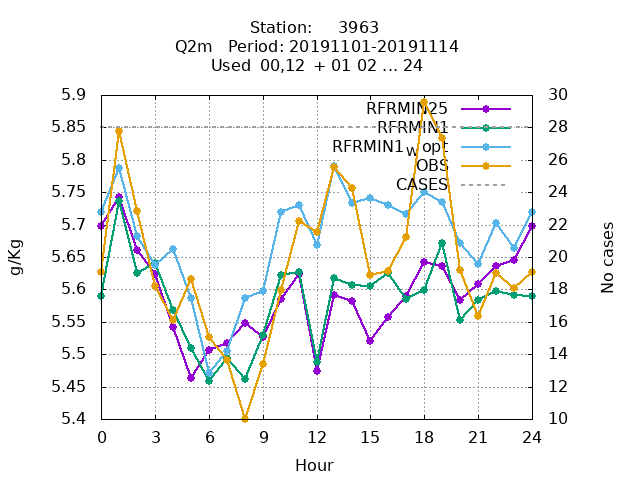 Station:     3963
Q2m   Period: 20191101-20191114
Used  00,12  + 01 02 ... 24
5.9
5.85
5.8
5.75
5.7
5.65
5.6
5.55
5.5
5.45
5.4
g/Kg
30
28
26
24
22
20
18
16
14
12
10
No cases
RFRMIN25
RFRMIN1
RFRMIN1w opt
OBS
CASES
0 3 6 9 12 15 18 21 24
Hour